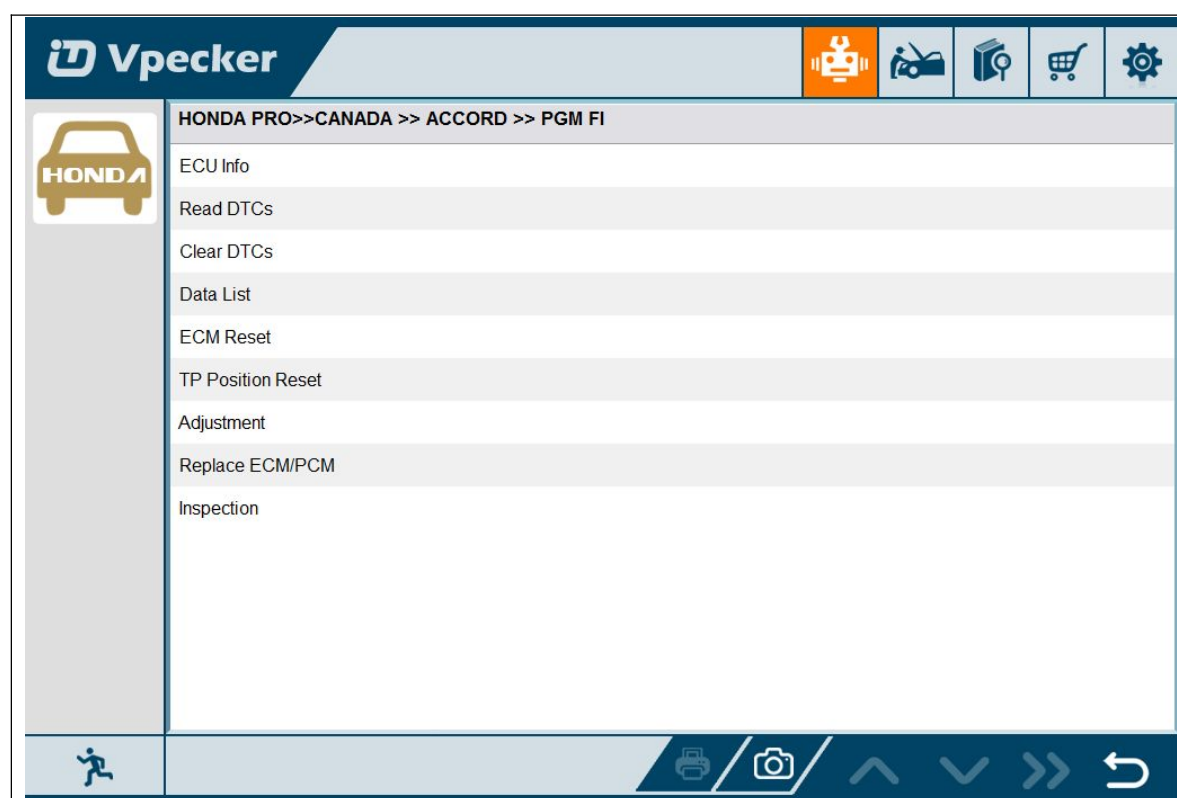 Vpecker
HONDA PRO>>CANADA >> ACCORD >> PGM FI
HONDA
ECU Info
Read DTCs
Clear DTCs
Data List
ECM Reset
TP Position Reset
Adjustment
Replace ECM/PCM
Inspection